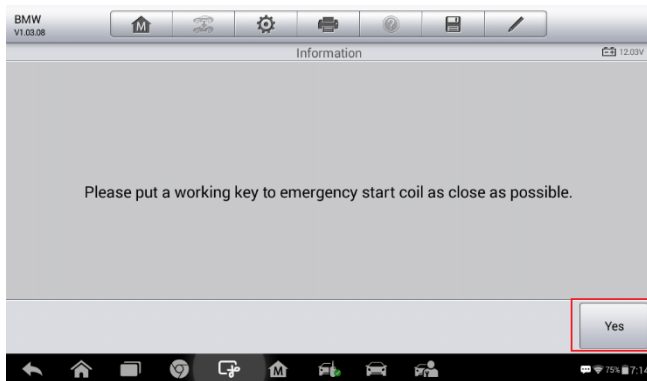 BMW
V1.03.08
Information
12.03V
Please put a working key to emergency start coil as close as possible.
Yes
75% 7:14